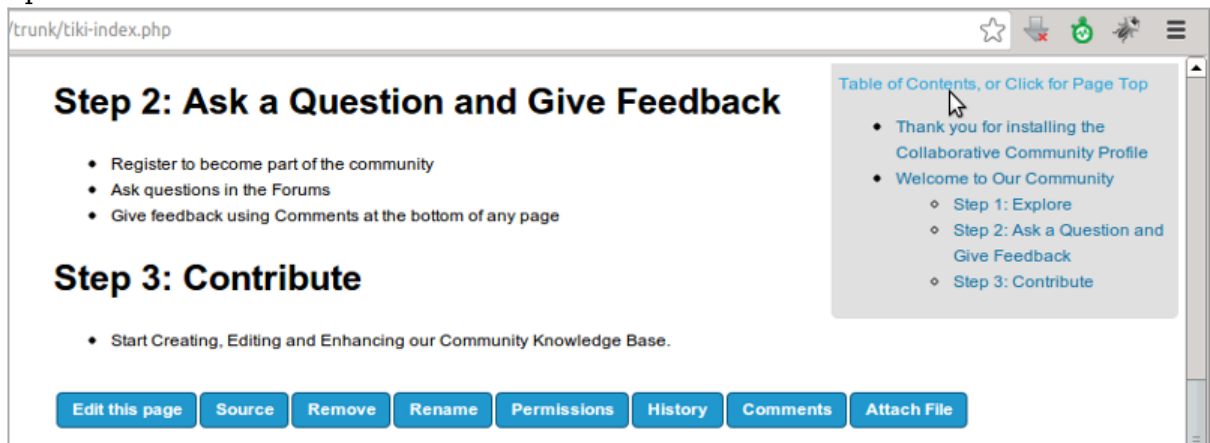 /trunk/tiki-index.php
Step 2: Ask a Question and Give Feedback
Register to become part of the community
Ask questions in the Forums
Give feedback using Comments at the bottom of any page
Step 3: Contribute
Start Creating, Editing and Enhancing our Community Knowledge Base.
Edit this page Source Remove Rename Permissions History Comments Attach File
Table of Contents, or Click for Page Top
Thank you for installing the
Collaborative Community Profile
Welcome to Our Community
Step 1: Explore
Step 2: Ask a Question and
Give Feedback
Step 3: Contribute